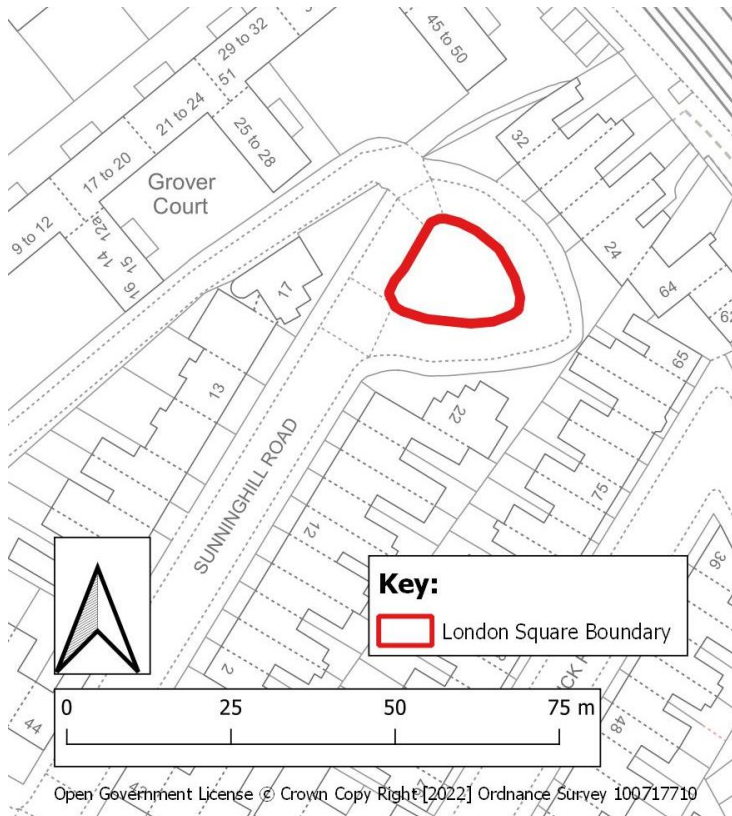 29 to 32
45 to 50
51
21 to 24
25 to 28
17 to 20
Grover
Court
32
9 to 12
12a
14
15
16
17
24
64
62
13
65
22
SUNNINGHILL ROAD
75
12
36
Key:
London Square Boundary
2
44
48
0 25 50 75 m
Open Government License © Crown Copy Right [2022] Ordnance Survey 100717710